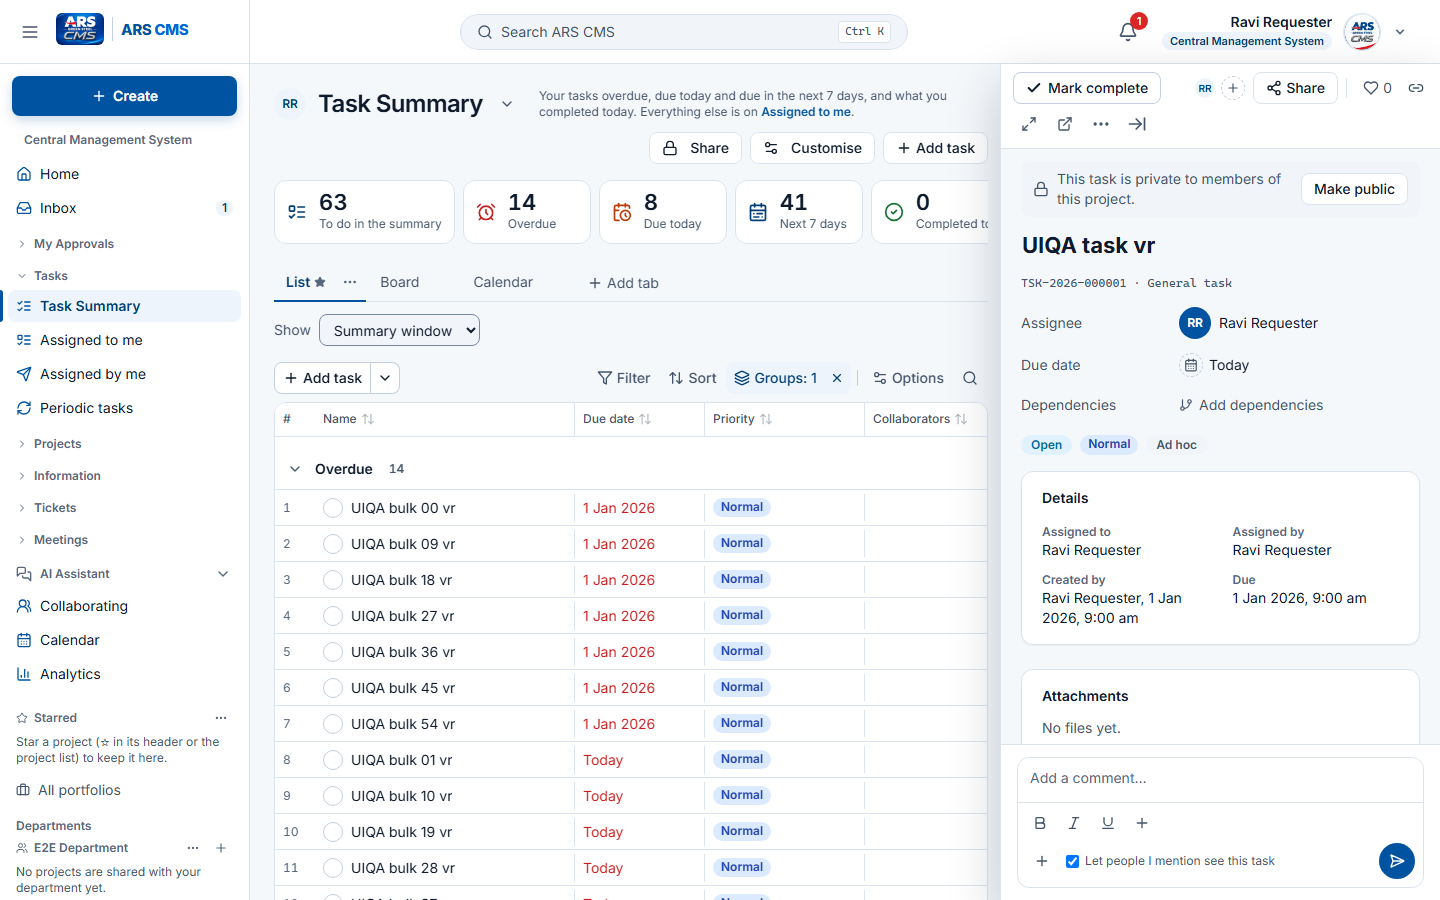 ARS
CMS
ARS CMS
Search ARS CMS
Ctrl K
1
Ravi Requester
Central Management System
ARS
CMS
Create
Central Management System
Home
Inbox
1
My Approvals
Tasks
Task Summary
Assigned to me
Assigned by me
Periodic tasks
Projects
Information
Tickets
Meetings
AI Assistant
Collaborating
Calendar
Analytics
Starred
Star a project (☆ in its header or the
project list) to keep it here.
All portfolios
Departments
E2E Department
No projects are shared with your
department yet.
RR
Task Summary
Your tasks overdue, due today and due in the next 7 days, and what you
completed today. Everything else is on Assigned to me.
Share
Customise
Add task
63
To do in the summary
14
Overdue
8
Due today
41
Next 7 days
0
Completed to
List
Board
Calendar
Add tab
Show
Summary window
Add task
Filter
Sort
Groups: 1
Options
#
Name
Due date
Priority
Collaborators
Overdue 14
1 UIQA bulk 00 vr 1 Jan 2026 Normal
2 UIQA bulk 09 vr 1 Jan 2026 Normal
3 UIQA bulk 18 vr 1 Jan 2026 Normal
4 UIQA bulk 27 vr 1 Jan 2026 Normal
5 UIQA bulk 36 vr 1 Jan 2026 Normal
6 UIQA bulk 45 vr 1 Jan 2026 Normal
7 UIQA bulk 54 vr 1 Jan 2026 Normal
8 UIQA bulk 01 vr Today Normal
9 UIQA bulk 10 vr Today Normal
10 UIQA bulk 19 vr Today Normal
11 UIQA bulk 28 vr Today Normal
Mark complete
RR
Share
0
This task is private to members of
this project.
Make public
UIQA task vr
TSK-2026-000001 · General task
Assignee
RR
Ravi Requester
Due date
Today
Dependencies
Add dependencies
Open
Normal
Ad hoc
Details
Assigned to
Ravi Requester
Assigned by
Ravi Requester
Created by
Ravi Requester, 1 Jan
2026, 9:00 am
Due
1 Jan 2026, 9:00 am
Attachments
No files yet.
Add a comment…
B I U
Let people I mention see this task